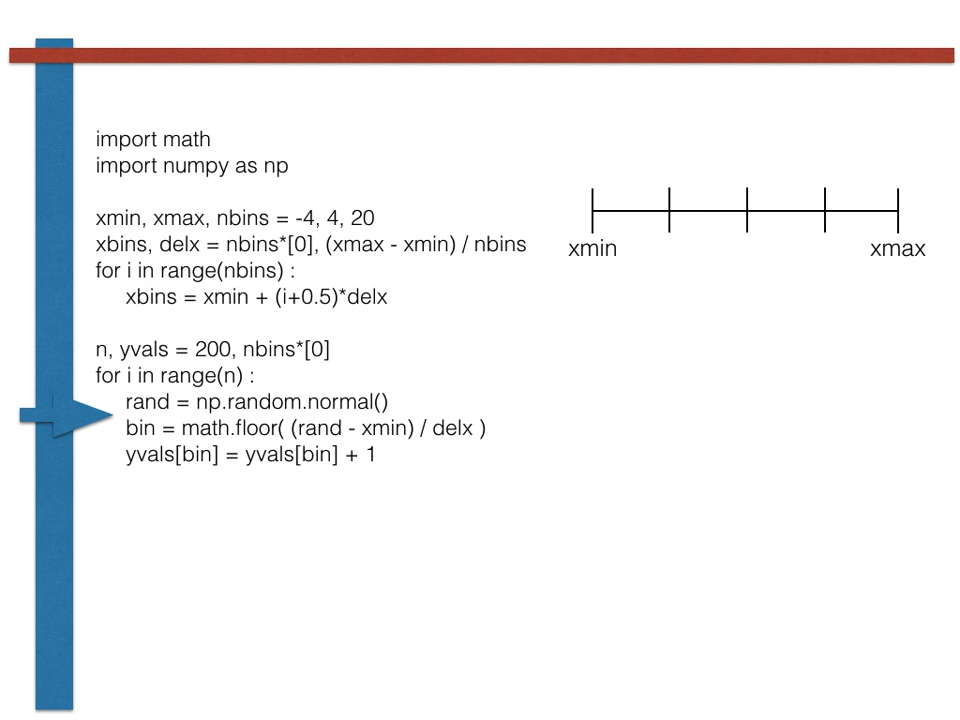 import math
import numpy as np
xmin, xmax, nbins = -4, 4, 20
xbins, delx = nbins*[0], (xmax - xmin) / nbins
for i in range(nbins) :
xbins = xmin + (i+0.5)*delx
n, yvals = 200, nbins*[0]
for i in range(n) :
rand = np.random.normal()
bin = math.floor( (rand - xmin) / delx )
yvals[bin] = yvals[bin] + 1
xmin xmax